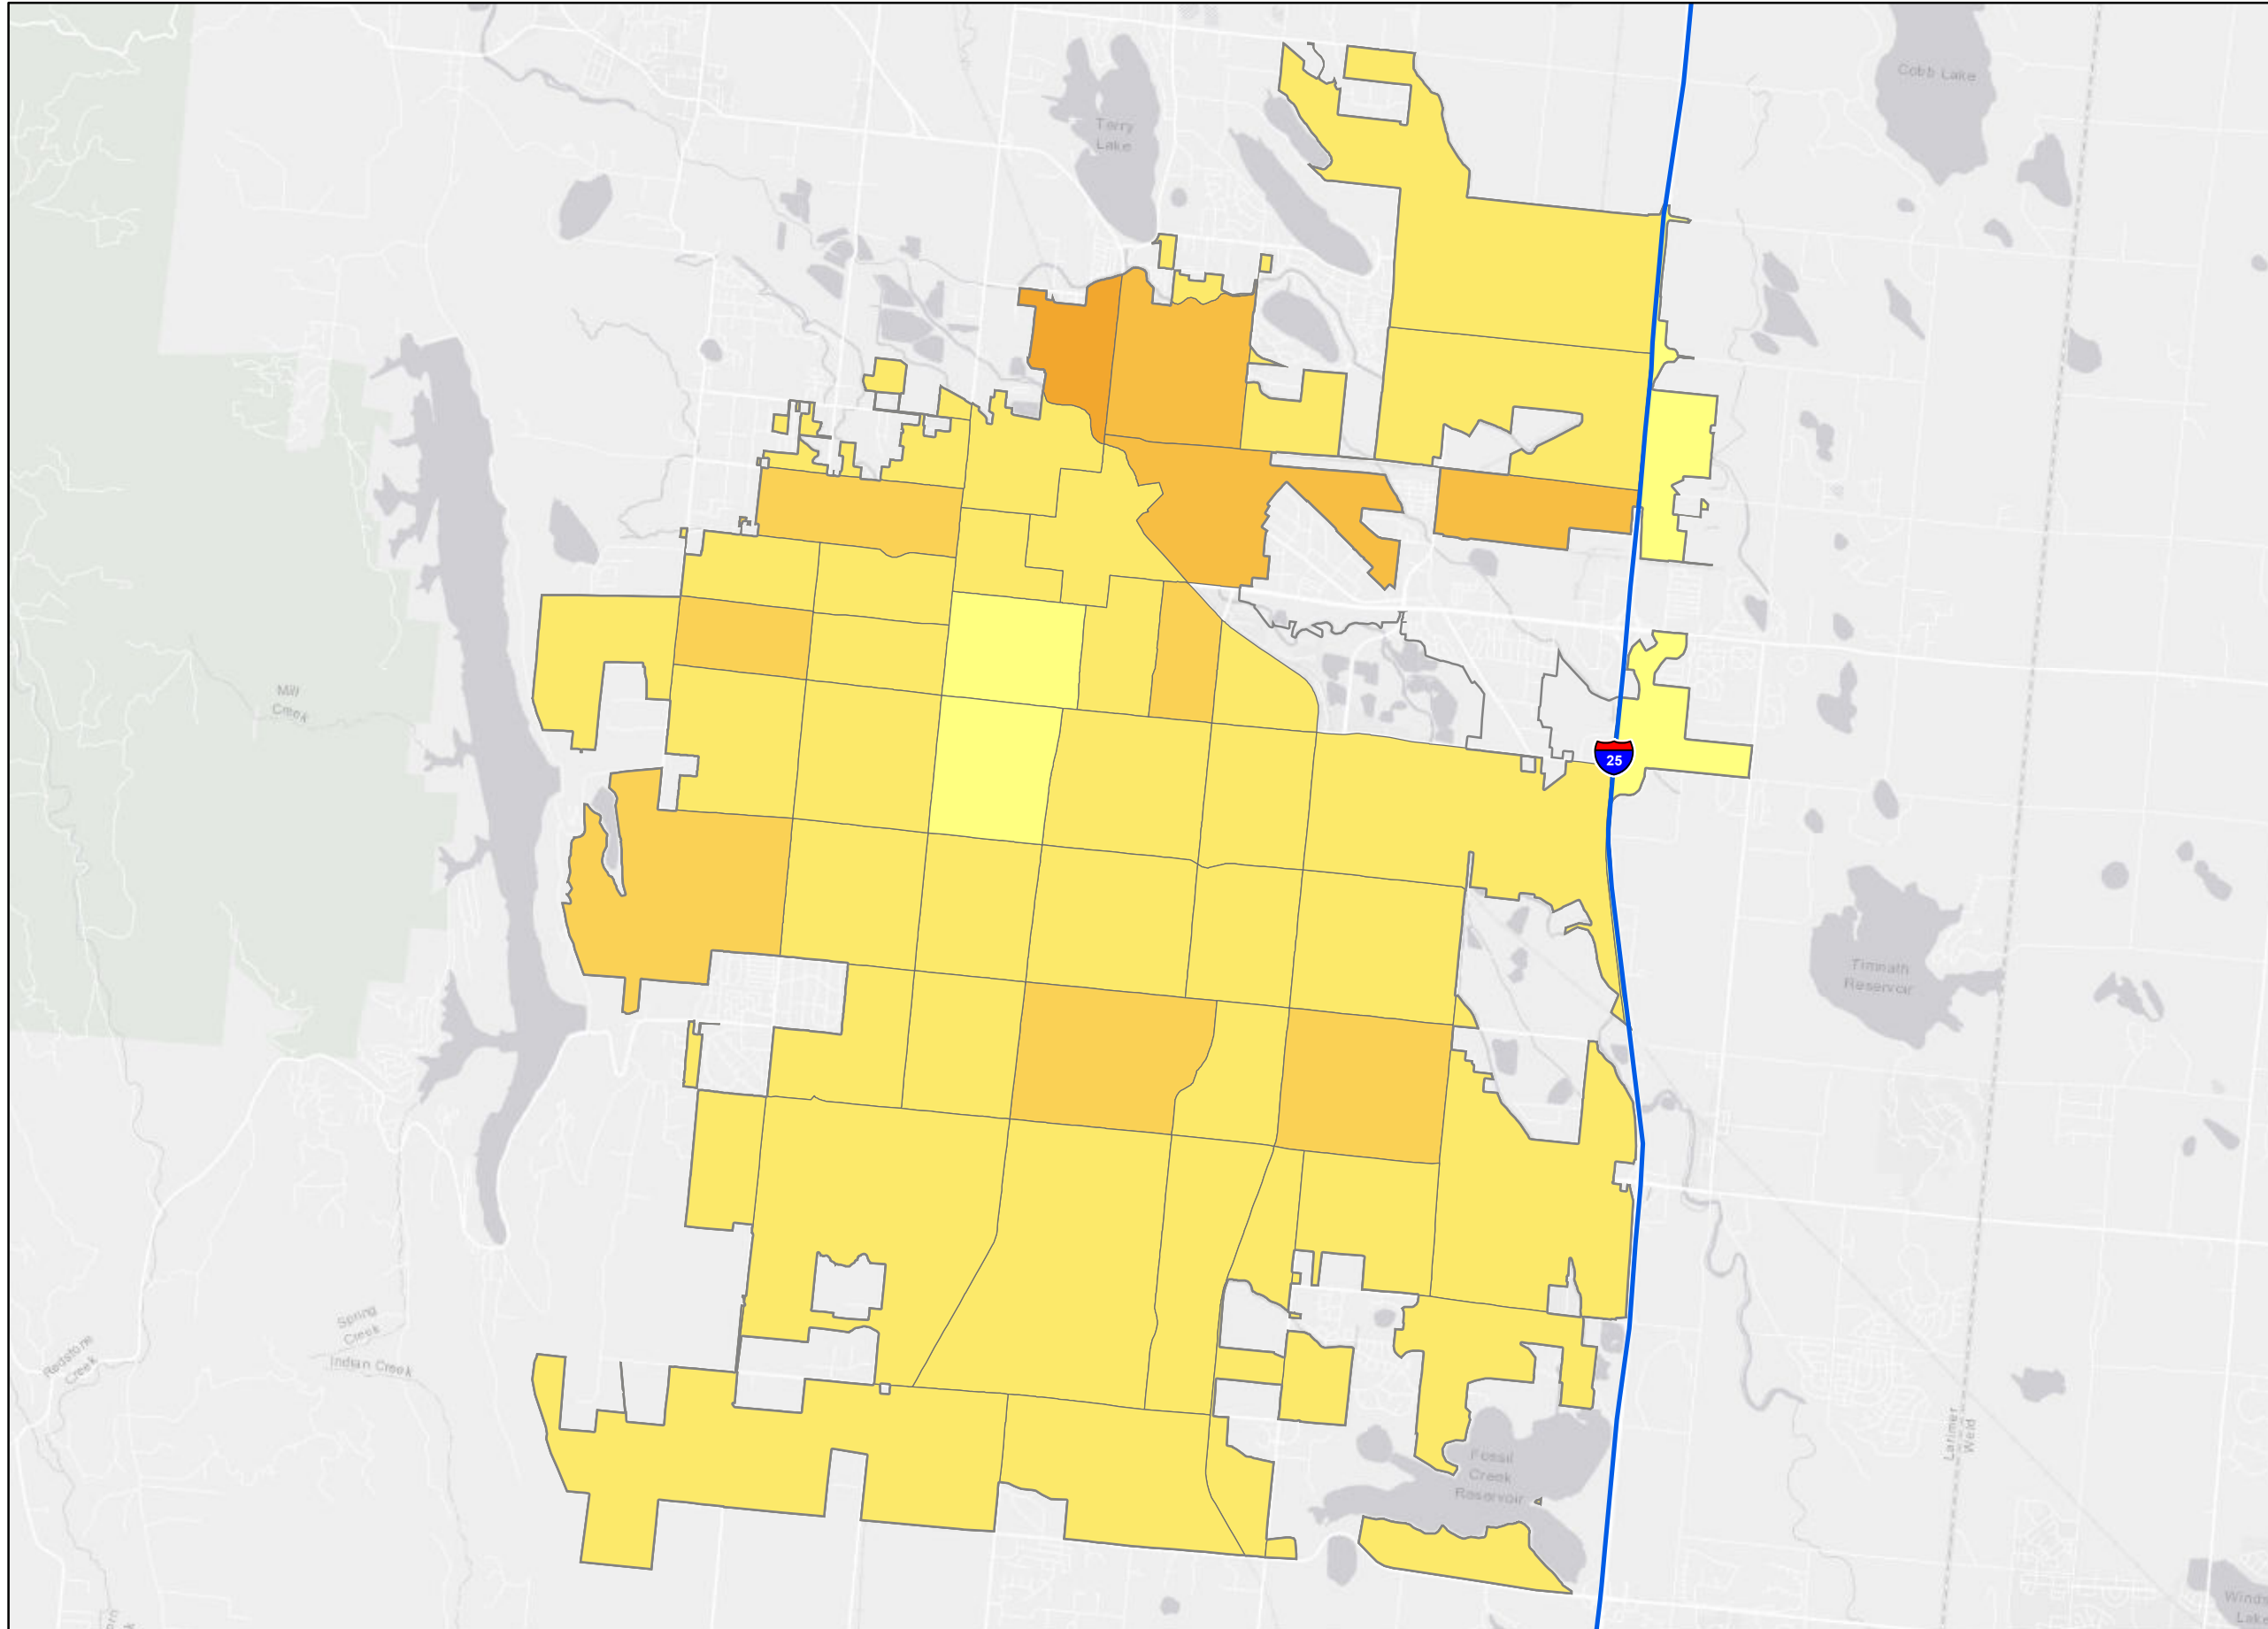 Cobb Lake
Terry
Lake
Mill
Creek
25
Timnath
Reservoir
Spring
Creek
Redstone
Creek
Indian Creek
Larimer
Weld
Fossil
Creek
Reservoir
Lake